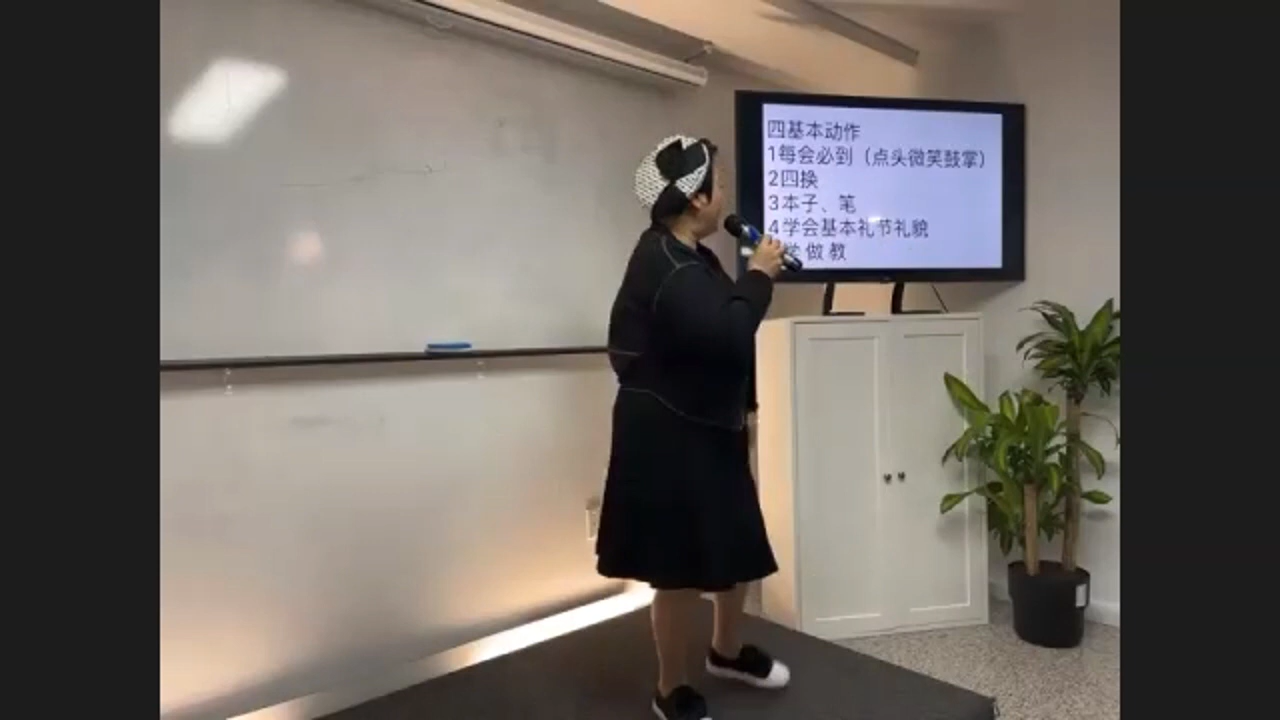 四基本动作
1每会必到（点头微笑鼓掌）
2四换
3本子、笔
4学会基本礼节礼貌
学 做 教